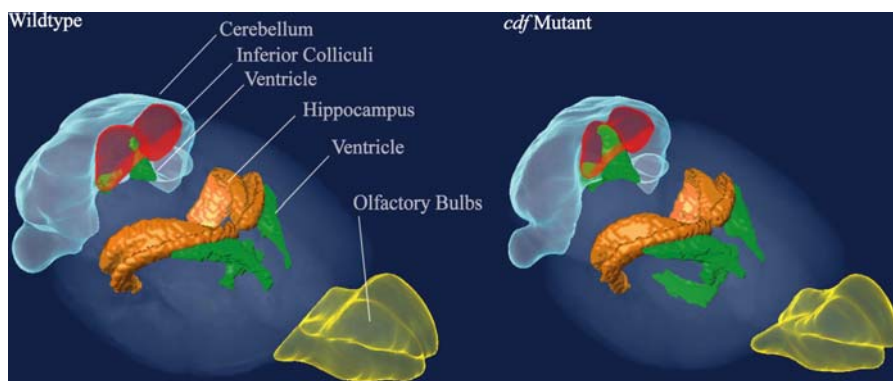 Wildtype
cdf Mutant
Cerebellum
Inferior Colliculi
Ventricle
Hippocampus
Ventricle
Olfactory Bulbs